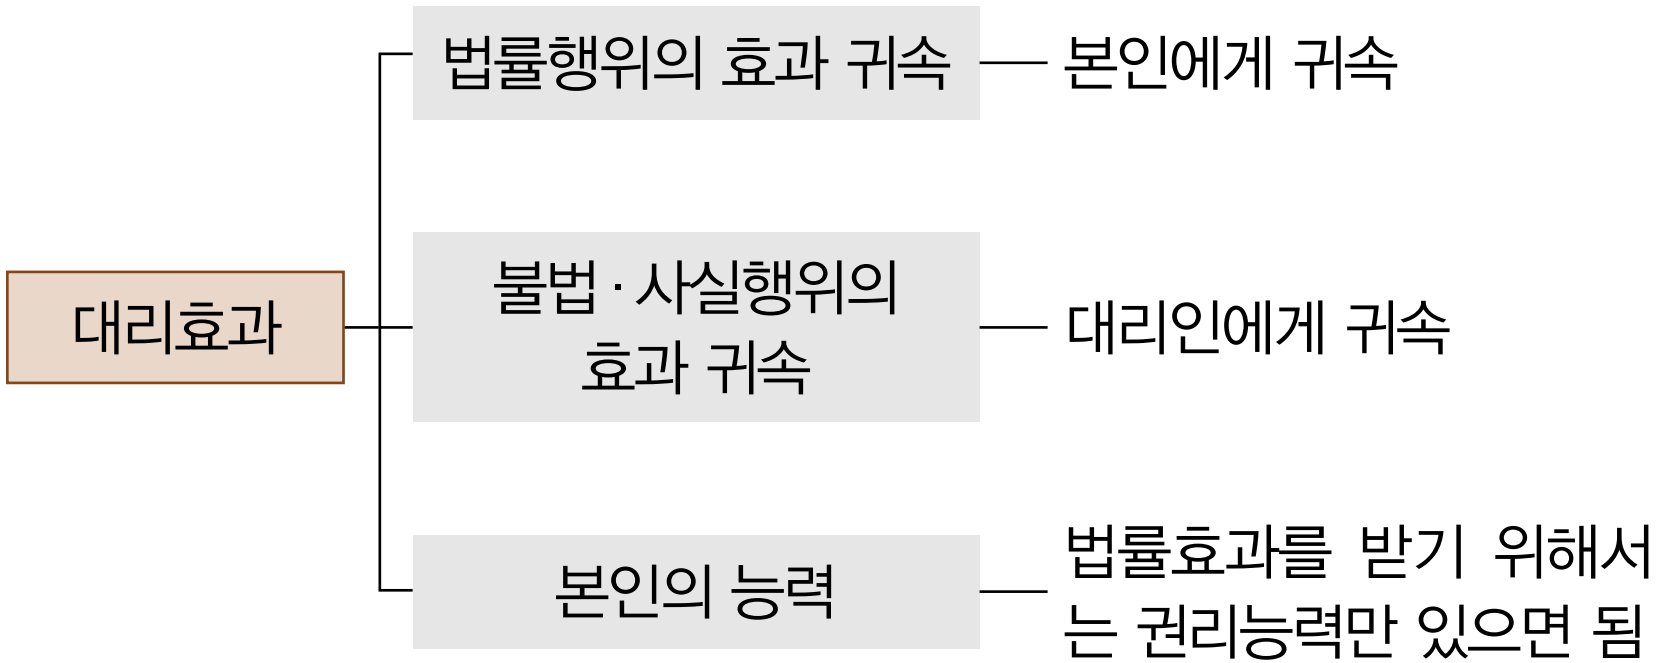 대리효과
법률행위의 효과 귀속
본인에게 귀속
불법·사실행위의
효과 귀속
대리인에게 귀속
본인의 능력
법률효과를 받기 위해서
는 권리능력만 있으면 됨